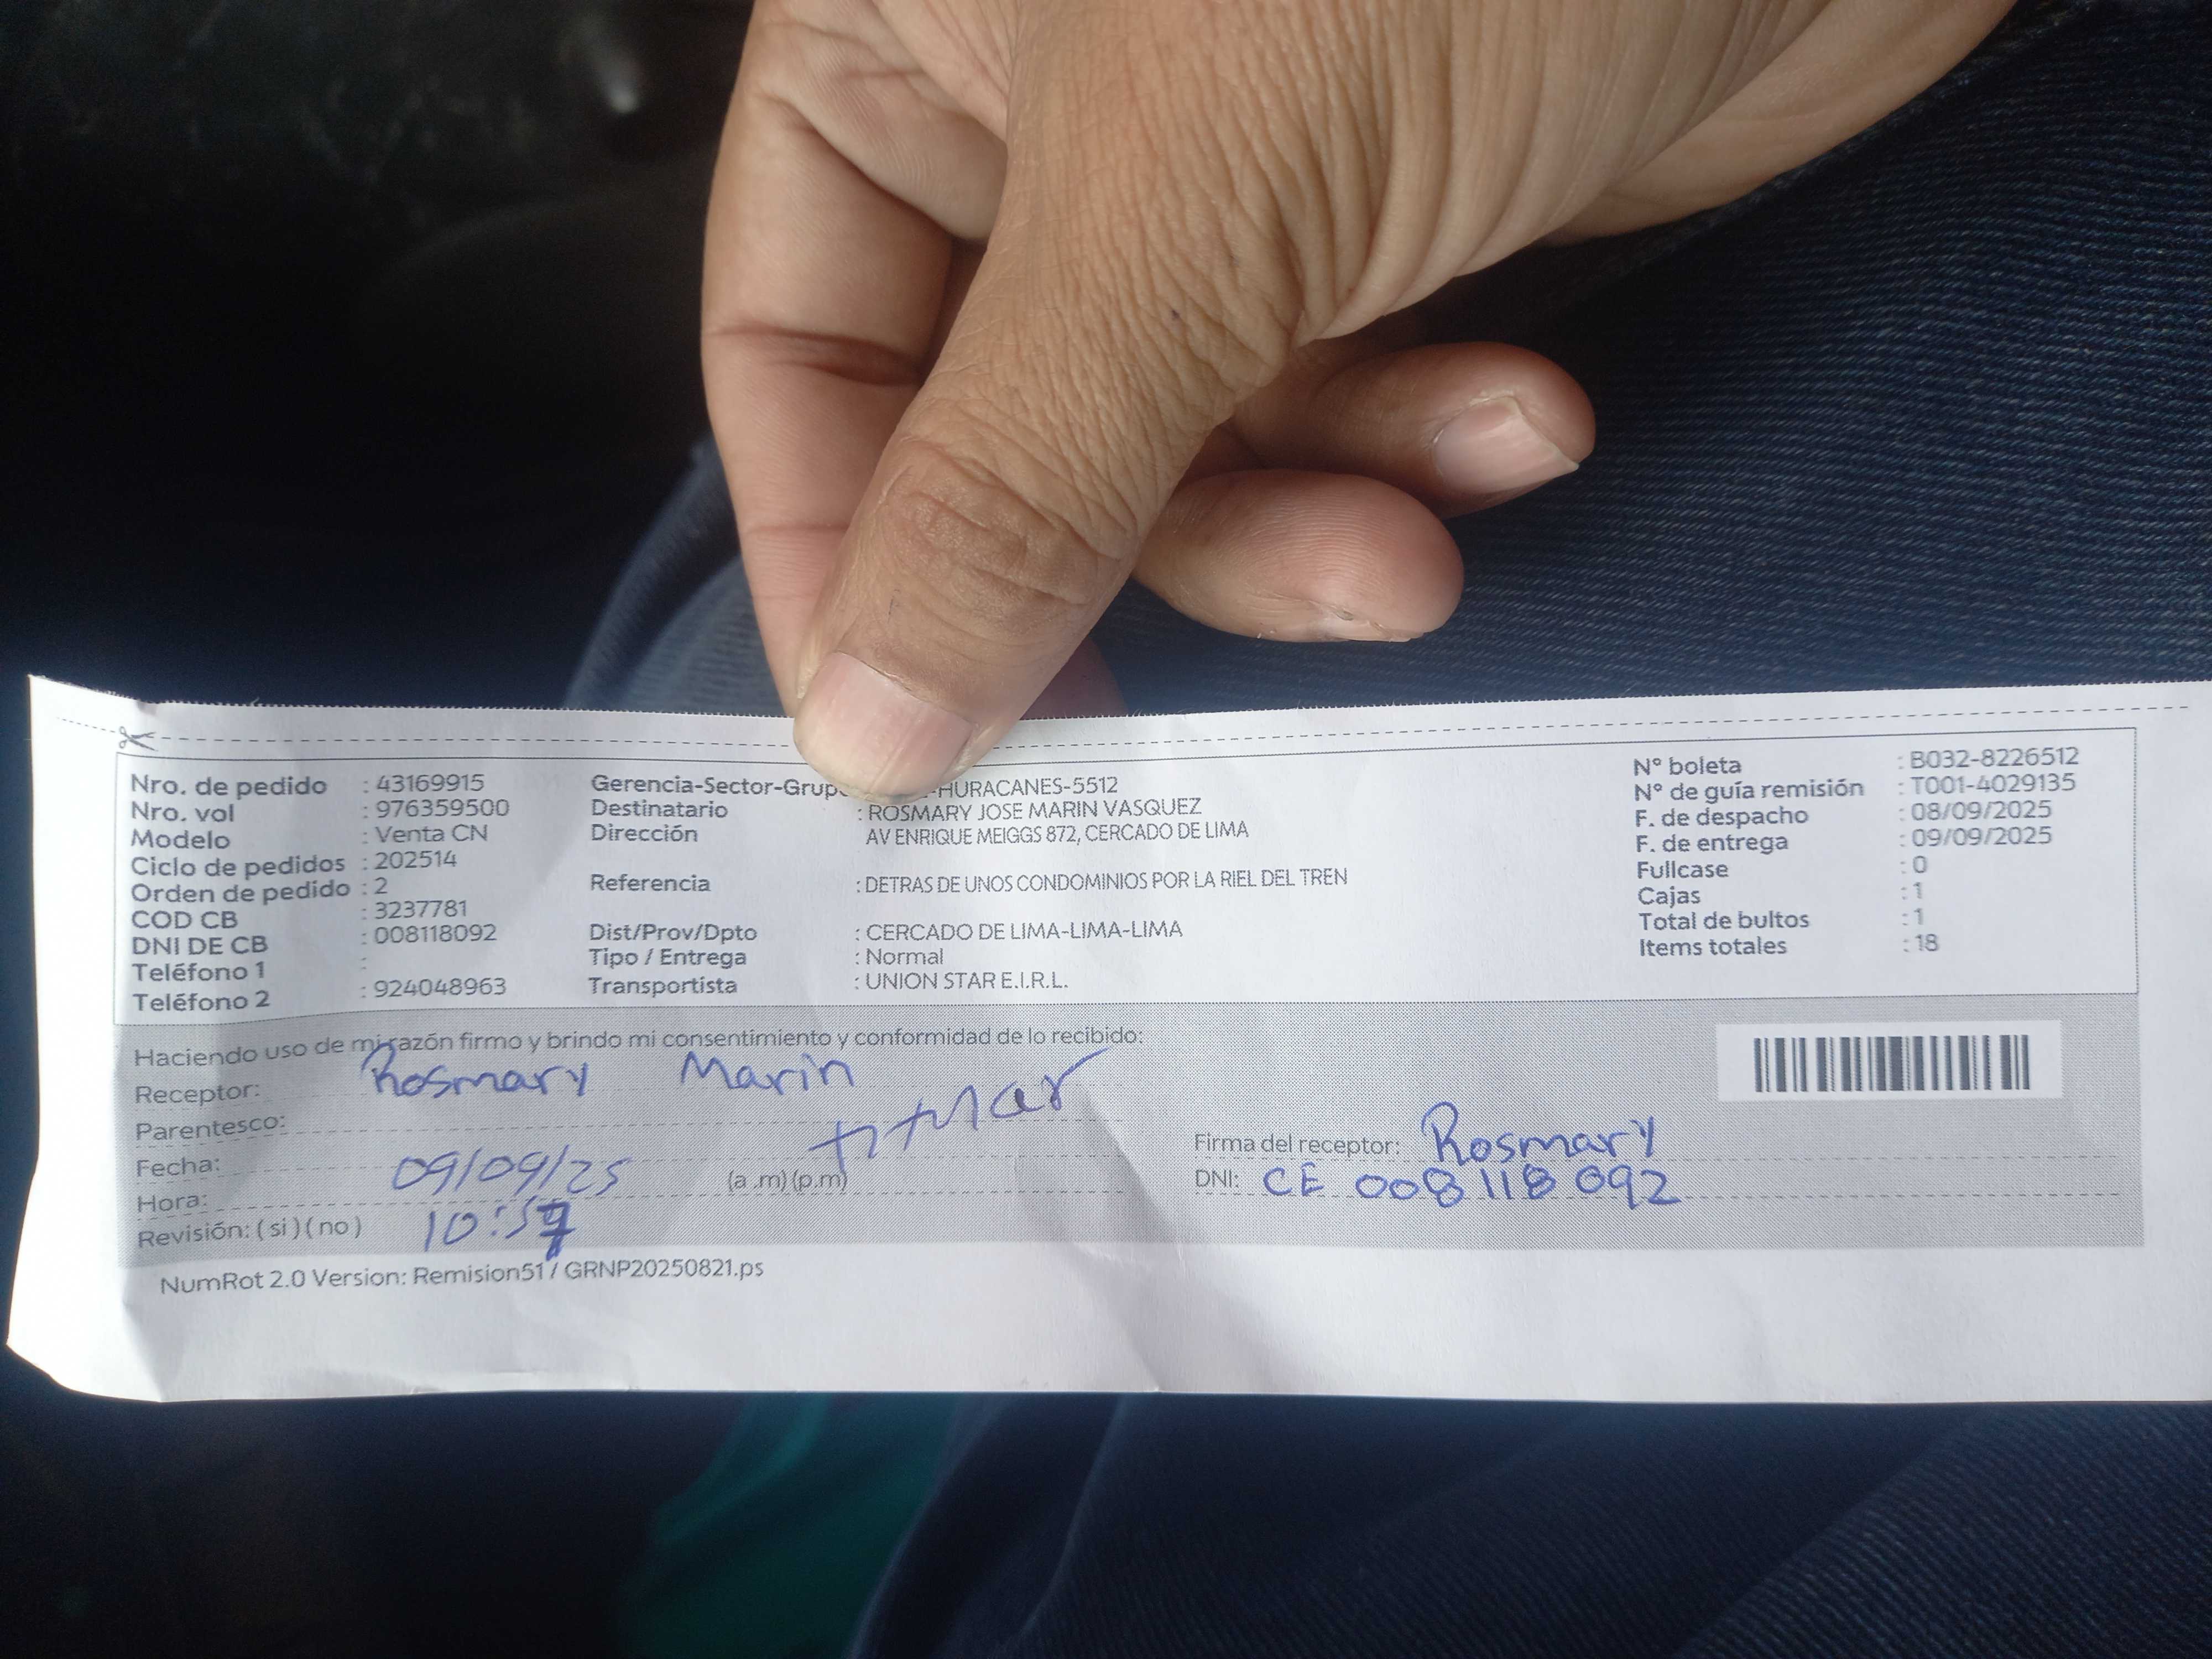 Nro. de pedido : 43169915
Nro. vol : 976359500
Modelo : Venta CN
Ciclo de pedidos : 202514
Orden de pedido : 2
COD CB : 3237781
DNI DE CB : 008118092
Teléfono 1 :
Teléfono 2 : 924048963
Gerencia-Sector-Grup HURACANES-5512
Destinatario : ROSMARY JOSE MARIN VASQUEZ
Dirección AV ENRIQUE MEIGGS 872, CERCADO DE LIMA
Referencia : DETRAS DE UNOS CONDOMINIOS POR LA RIEL DEL TREN
Dist/Prov/Dpto : CERCADO DE LIMA-LIMA-LIMA
Tipo / Entrega : Normal
Transportista : UNION STAR E.I.R.L.
N° boleta : B032-8226512
N° de guía remisión : T001-4029135
F. de despacho : 08/09/2025
F. de entrega : 09/09/2025
Fullcase : 0
Cajas : 1
Total de bultos : 1
Items totales : 18
Haciendo uso de mi razón firmo y brindo mi consentimiento y conformidad de lo recibido:
Receptor: Rosmary Marin
Parentesco:
Fecha: 09/09/25
Hora: 10:57 (a .m) (p.m)
Revisión: ( si ) ( no )
Firma del receptor: Rosmary
DNI: CE 008118092
NumRot 2.0 Version: Remision51 / GRNP20250821.ps